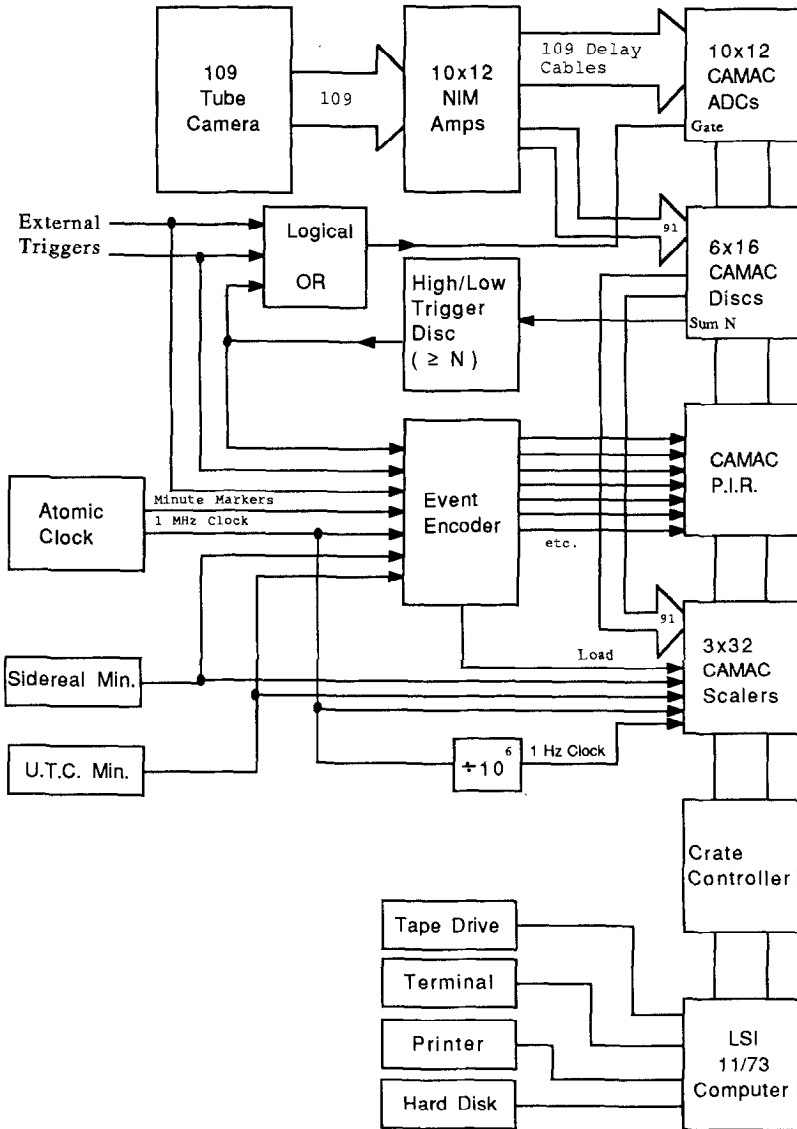 109
Tube
Camera
109
10x12
NIM
Amps
109 Delay
Cables
10x12
CAMAC
ADCs
Gate
External
Triggers
Logical
OR
High/Low
Trigger
Disc
( ≥ N )
91
6x16
CAMAC
Discs
Sum N
Atomic
Clock
Minute Markers
1 MHz Clock
Event
Encoder
etc.
CAMAC
P.I.R.
Load
91
3x32
CAMAC
Scalers
Sidereal Min.
U.T.C. Min.
÷10⁶
1 Hz Clock
Crate
Controller
Tape Drive
Terminal
Printer
Hard Disk
LSI
11/73
Computer